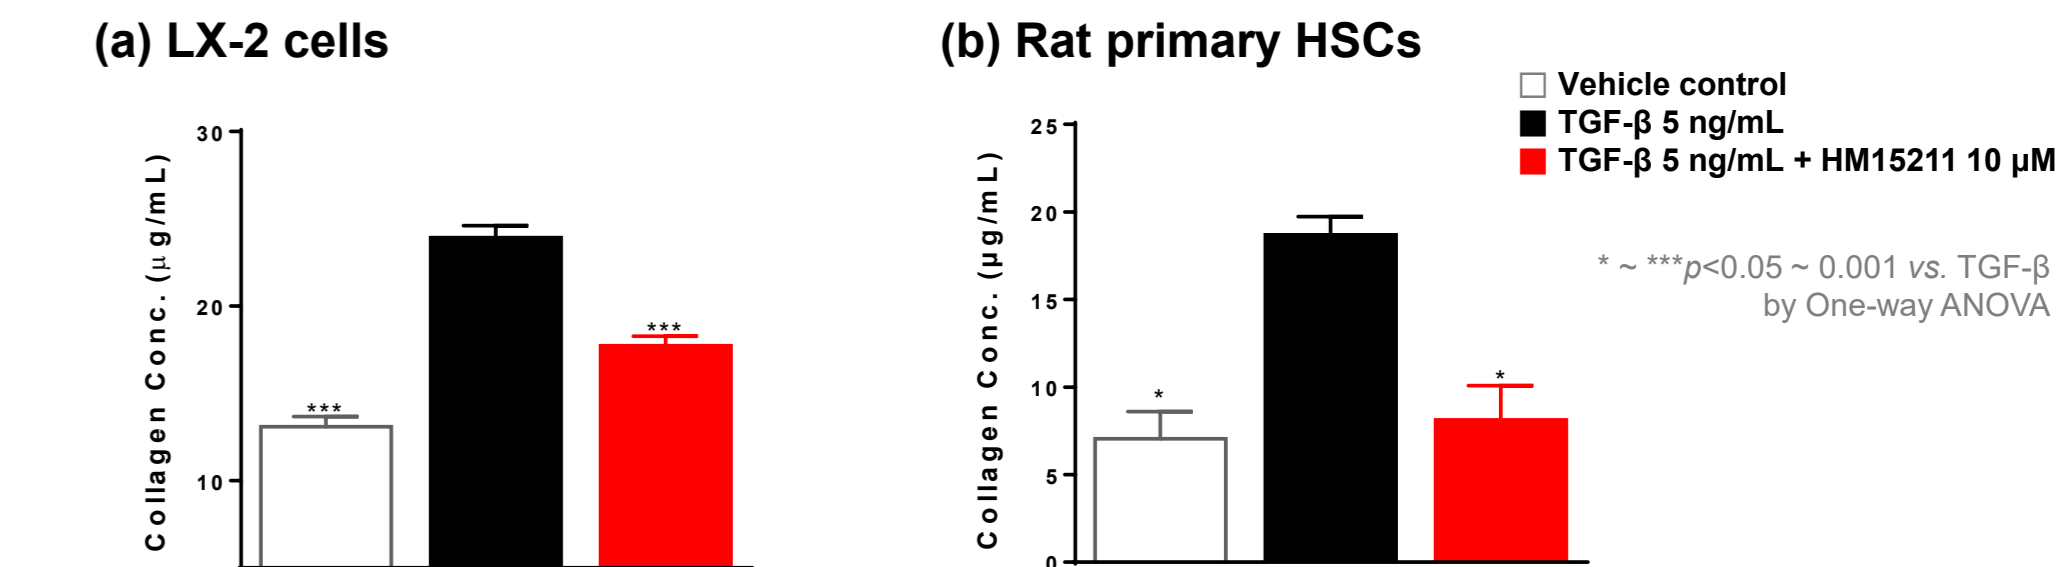 (a) LX-2 cells
30
20
10
Collagen Conc. (μg/mL)
***
***
(b) Rat primary HSCs
25
20
15
10
5
0
Collagen Conc. (μg/mL)
*
*
Vehicle control
TGF-β 5 ng/mL
TGF-β 5 ng/mL + HM15211 10 μM
* ~ ***p<0.05 ~ 0.001 vs. TGF-β
by One-way ANOVA